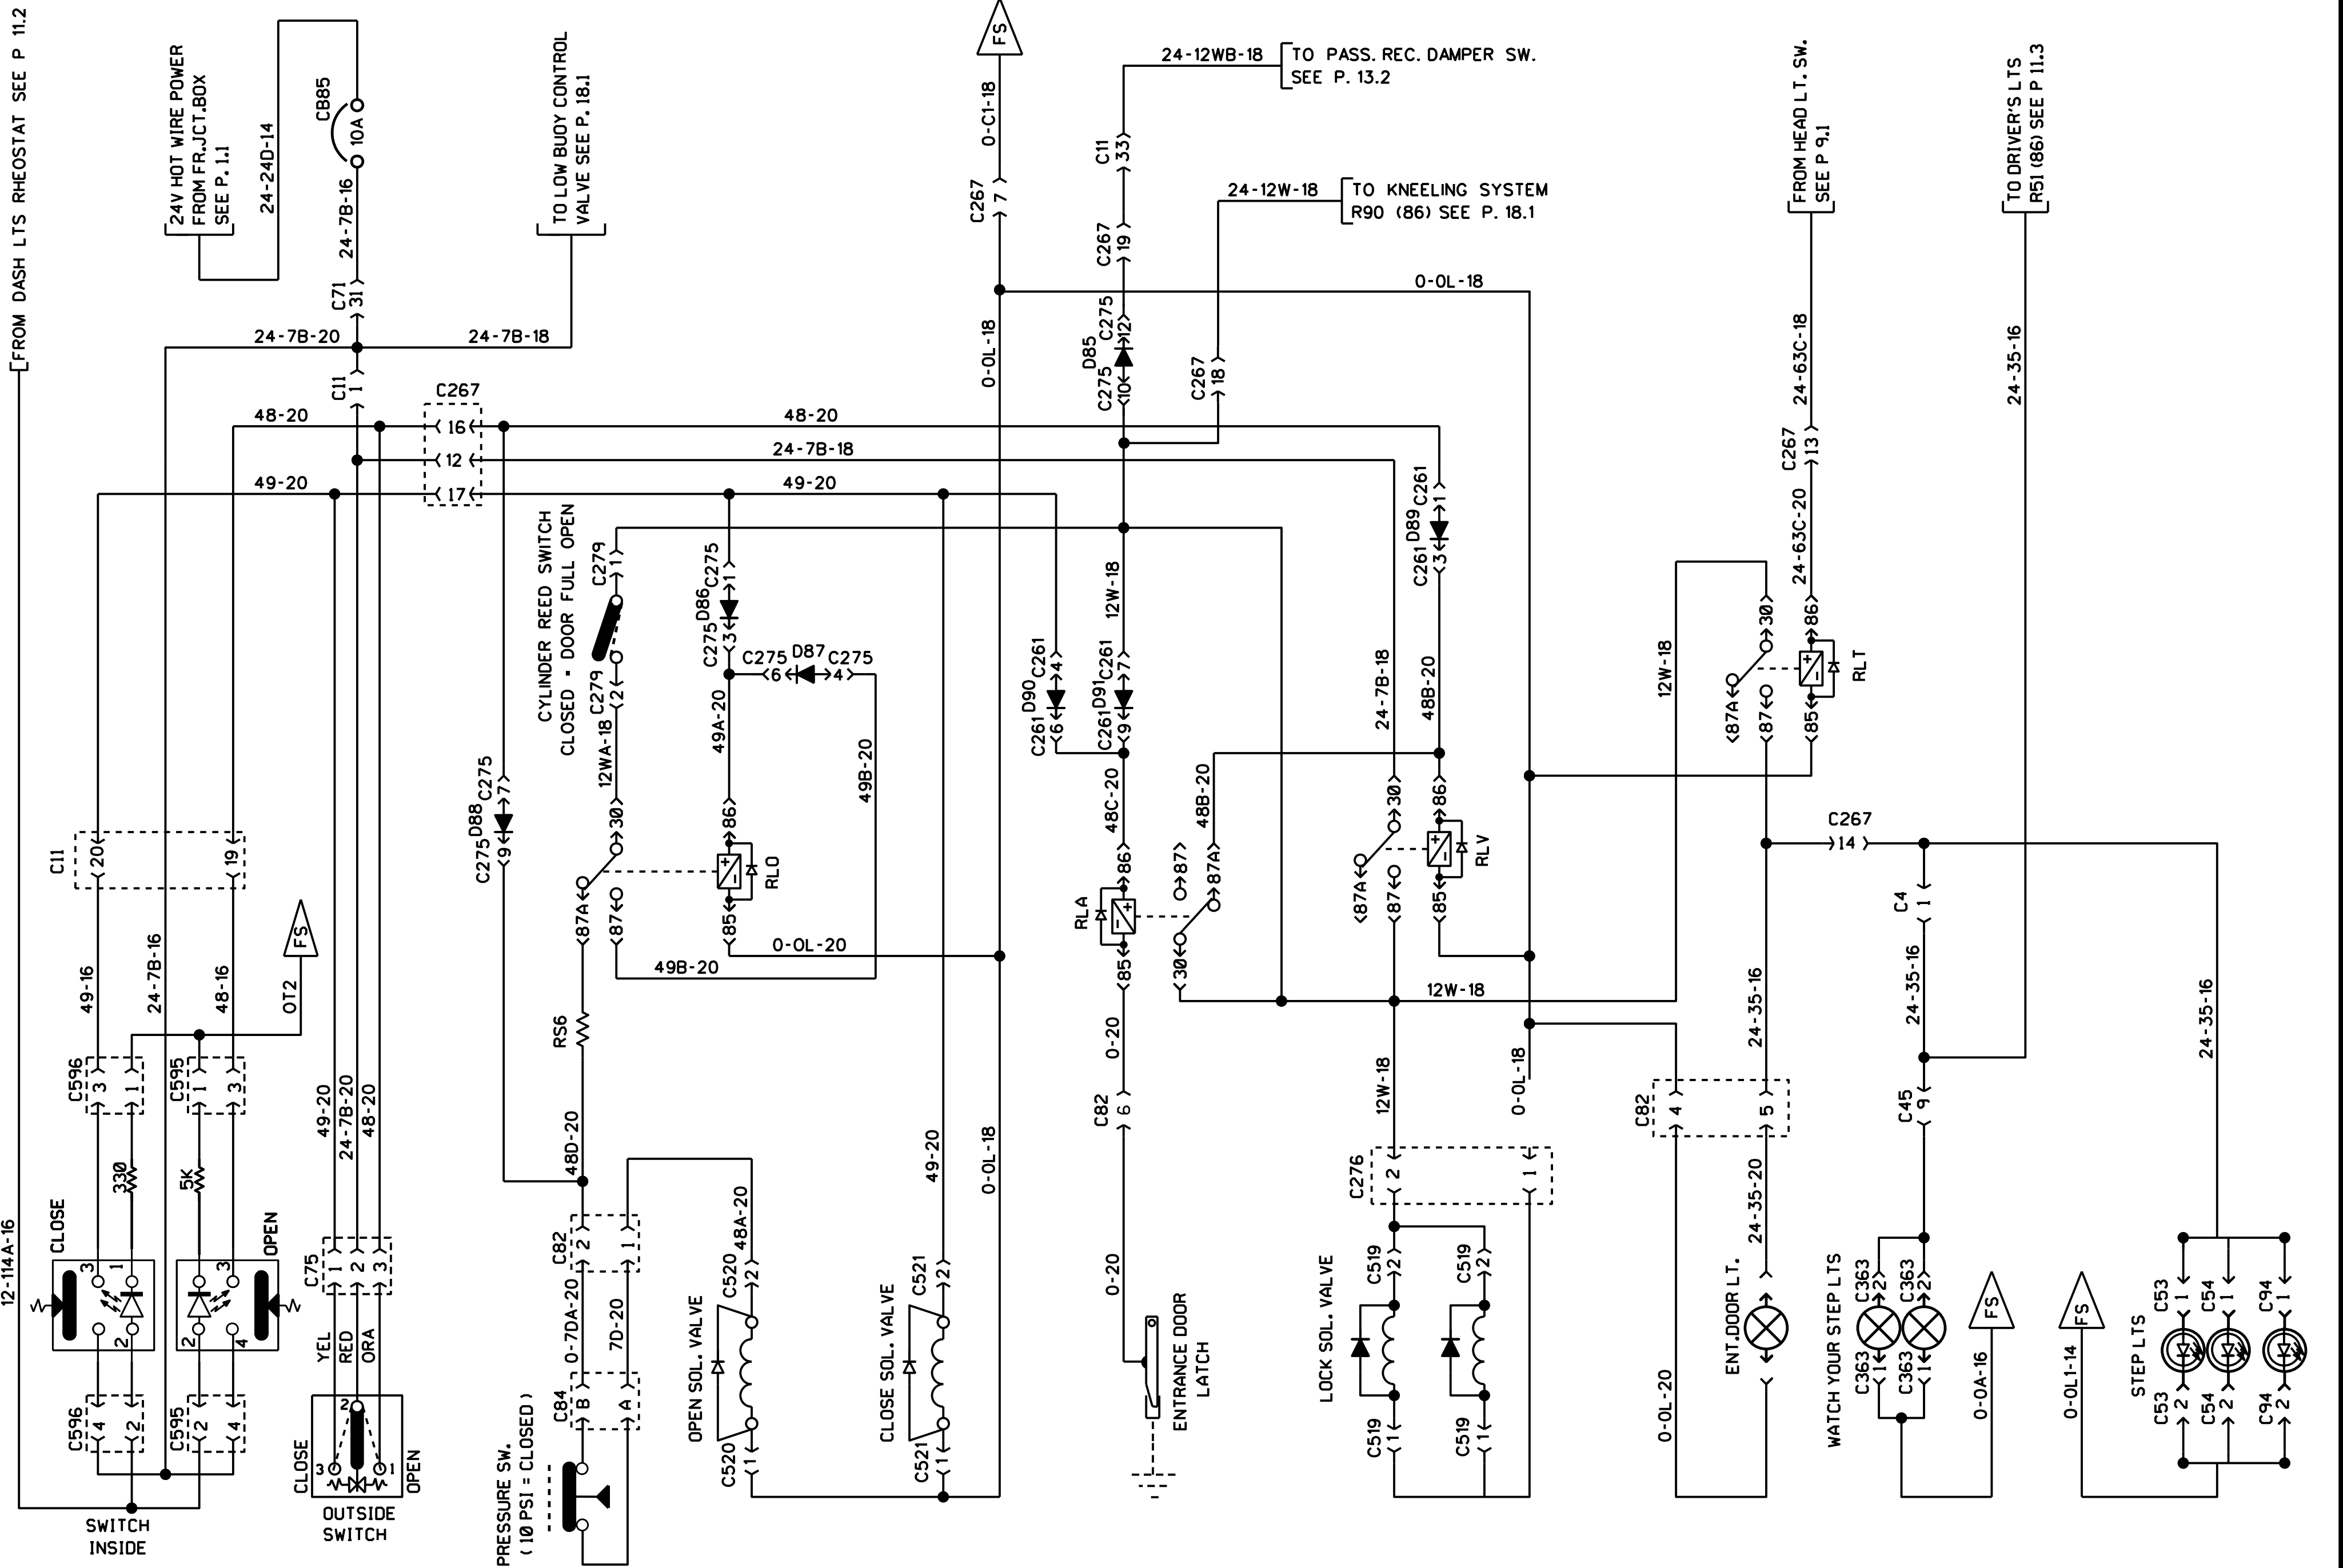 FROM DASH LTS RHEOSTAT SEE P 11.2
12-114A-16
24V HOT WIRE POWER
FROM FR.JCT.BOX
SEE P. 1.1
24-24D-14
CB85
10A
24-7B-16
C71
31
24-7B-20
24-7B-18
C11
1
TO LOW BUOY CONTROL
VALVE SEE P. 18.1
FS
0-C1-18
C267
7
24-12WB-18
TO PASS. REC. DAMPER SW.
SEE P. 13.2
C11
33
C267
19
24-12W-18
TO KNEELING SYSTEM
R90 (86) SEE P. 18.1
0-0L-18
0-0L-18
C275
12
D85
C275
10
C267
18
FROM HEAD LT. SW.
SEE P 9.1
24-63C-18
C267
13
24-63C-20
TO DRIVER'S LTS
R51 (86) SEE P 11.3
24-35-16
C267
48-20
16
48-20
12
24-7B-18
49-20
17
49-20
CYLINDER REED SWITCH
CLOSED = DOOR FULL OPEN
C279
1
C279
2
12WA-18
C275
1
D86
C275
3
C275
6
D87
C275
4
49A-20
49B-20
30
86
87A
87
85
RLO
0-0L-20
49B-20
C275
7
D88
C275
9
RS6
48D-20
12W-18
C261
4
D90
C261
6
C261
7
D91
C261
9
48C-20
48B-20
86
87
87A
RLA
85
30
0-20
C82
6
0-20
ENTRANCE DOOR
LATCH
C261
1
D89
C261
3
24-7B-18
48B-20
30
86
87A
87
85
RLV
12W-18
12W-18
12W-18
30
86
87A
87
85
RLT
C267
14
C4
1
24-35-16
24-35-16
24-35-16
C45
9
C11
20
19
49-16
24-7B-16
48-16
FS
0T2
C596
3
1
C595
1
3
330
5K
CLOSE
3
1
2
OPEN
3
2
4
C596
4
2
C595
2
4
SWITCH
INSIDE
49-20
24-7B-20
48-20
C75
1
2
3
YEL
RED
ORA
2
3
1
CLOSE
OPEN
OUTSIDE
SWITCH
C82
2
1
0-7DA-20
7D-20
C84
B
A
PRESSURE SW.
( 10 PSI = CLOSED )
48A-20
C520
2
OPEN SOL. VALVE
C520
1
49-20
C521
2
CLOSE SOL. VALVE
C521
1
0-0L-18
0-0L-18
C276
2
1
C519
2
C519
2
LOCK SOL. VALVE
C519
1
C519
1
C82
4
5
24-35-20
ENT.DOOR LT.
0-0L-20
WATCH YOUR STEP LTS
C363
2
C363
2
C363
1
C363
1
FS
0-0A-16
FS
0-0L1-14
STEP LTS
C53
1
C54
1
C94
1
C53
2
C54
2
C94
2